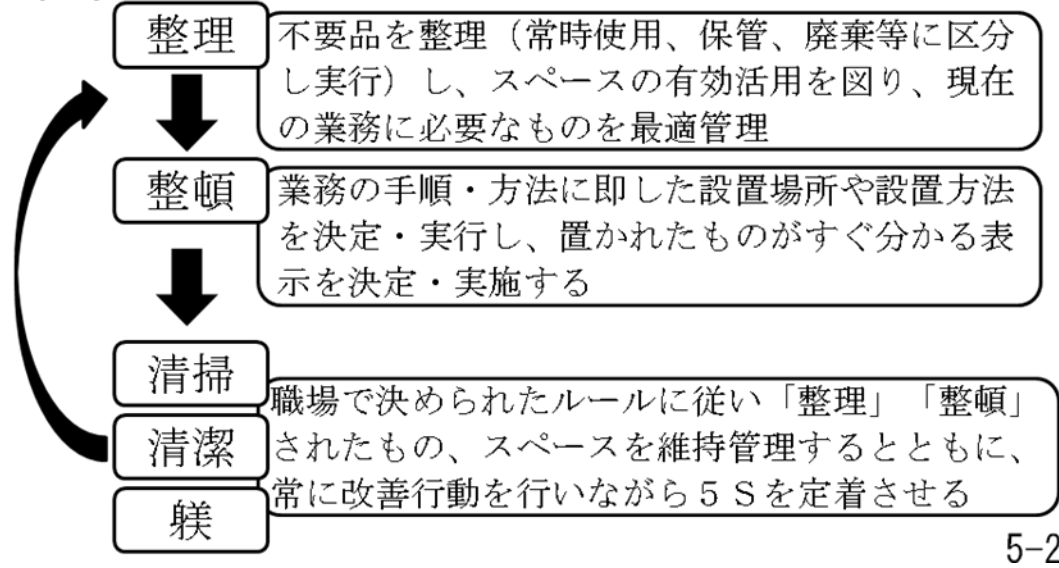 整理
不要品を整理（常時使用、保管、廃棄等に区分
し実行）し、スペースの有効活用を図り、現在
の業務に必要なものを最適管理
整頓
業務の手順・方法に即した設置場所や設置方法
を決定・実行し、置かれたものがすぐ分かる表
示を決定・実施する
清掃
清潔
躾
職場で決められたルールに従い「整理」「整頓」
されたもの、スペースを維持管理するとともに、
常に改善行動を行いながら５Ｓを定着させる
5-2